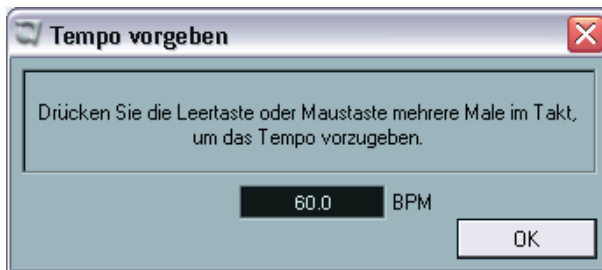 Tempo vorgeben
Drücken Sie die Leertaste oder Maustaste mehrere Male im Takt,
um das Tempo vorzugeben.
60.0 BPM
OK